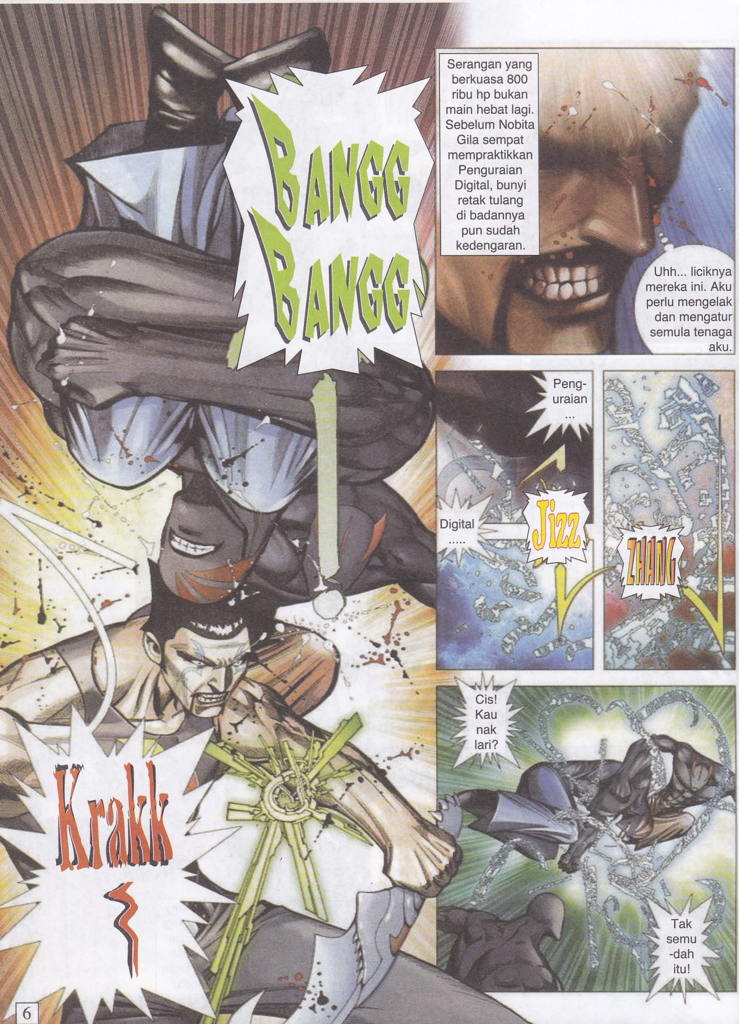 BANGG
BANGG
Serangan yang
berkuasa 800
ribu hp bukan
main hebat lagi.
Sebelum Nobita
Gila sempat
mempraktikkan
Penguraian
Digital, bunyi
retak tulang
di badannya
pun sudah
kedengaran.
Uhh... liciknya
mereka ini. Aku
perlu mengelak
dan mengatur
semula tenaga
aku.
Peng-
uraian
...
Digital
.....
Jizz
ZHANG
Krakk
Cis!
Kau
nak
lari?
Tak
semu
-dah
itu!
6